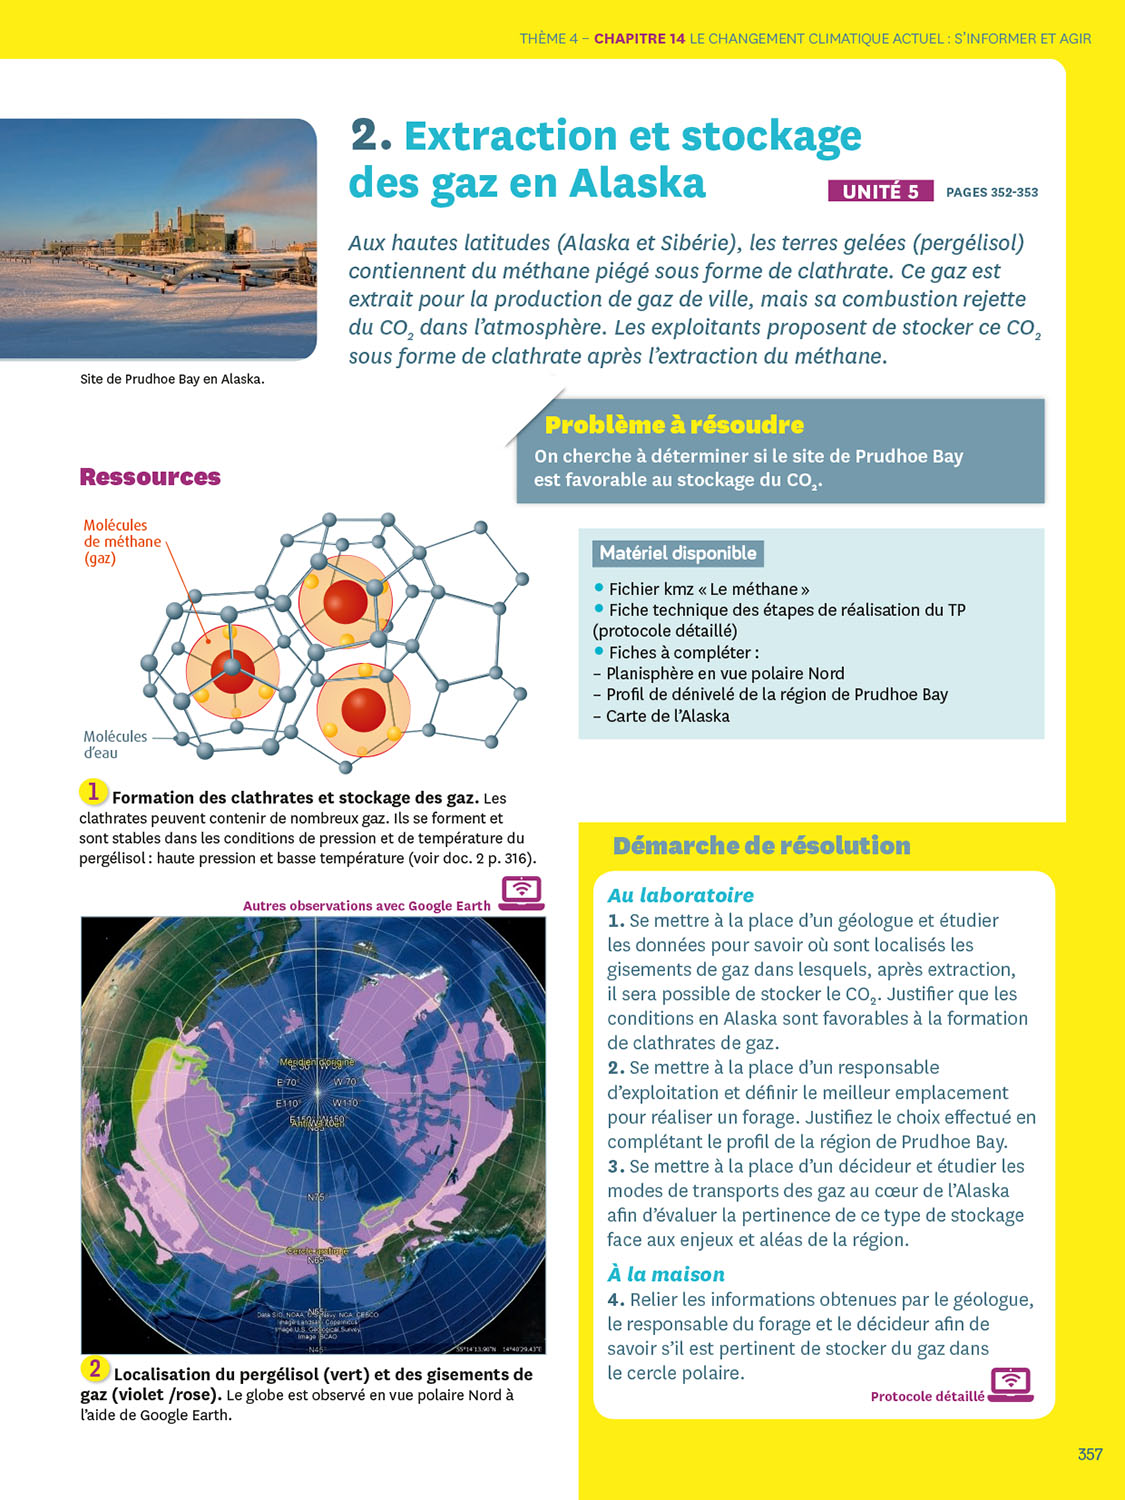 THÈME 4 – CHAPITRE 14 LE CHANGEMENT CLIMATIQUE ACTUEL : S'INFORMER ET AGIR
2. Extraction et stockage
des gaz en Alaska
UNITÉ 5 PAGES 352-353
Aux hautes latitudes (Alaska et Sibérie), les terres gelées (pergélisol)
contiennent du méthane piégé sous forme de clathrate. Ce gaz est
extrait pour la production de gaz de ville, mais sa combustion rejette
du CO₂ dans l'atmosphère. Les exploitants proposent de stocker ce CO₂
sous forme de clathrate après l'extraction du méthane.
Site de Prudhoe Bay en Alaska.
Problème à résoudre
On cherche à déterminer si le site de Prudhoe Bay
est favorable au stockage du CO₂.
Ressources
Molécules
de méthane
(gaz)
Molécules
d'eau
1 Formation des clathrates et stockage des gaz. Les
clathrates peuvent contenir de nombreux gaz. Ils se forment et
sont stables dans les conditions de pression et de température du
pergélisol : haute pression et basse température (voir doc. 2 p. 316).
Matériel disponible
• Fichier kmz « Le méthane »
• Fiche technique des étapes de réalisation du TP
(protocole détaillé)
• Fiches à compléter :
– Planisphère en vue polaire Nord
– Profil de dénivelé de la région de Prudhoe Bay
– Carte de l'Alaska
Autres observations avec Google Earth
Méridien d'origine
E 70° W 70
E110° W110
N75°
Cercle arctique
N65°
N55°
Data SIO, NOAA, U.S. Navy, NGA, GEBCO
Image Landsat / Copernicus
Image U.S. Geological Survey
Image IBCAO
N45°
2 Localisation du pergélisol (vert) et des gisements de
gaz (violet /rose). Le globe est observé en vue polaire Nord à
l'aide de Google Earth.
Démarche de résolution
Au laboratoire
1. Se mettre à la place d'un géologue et étudier
les données pour savoir où sont localisés les
gisements de gaz dans lesquels, après extraction,
il sera possible de stocker le CO₂. Justifier que les
conditions en Alaska sont favorables à la formation
de clathrates de gaz.
2. Se mettre à la place d'un responsable
d'exploitation et définir le meilleur emplacement
pour réaliser un forage. Justifiez le choix effectué en
complétant le profil de la région de Prudhoe Bay.
3. Se mettre à la place d'un décideur et étudier les
modes de transports des gaz au cœur de l'Alaska
afin d'évaluer la pertinence de ce type de stockage
face aux enjeux et aléas de la région.
À la maison
4. Relier les informations obtenues par le géologue,
le responsable du forage et le décideur afin de
savoir s'il est pertinent de stocker du gaz dans
le cercle polaire.
Protocole détaillé
357